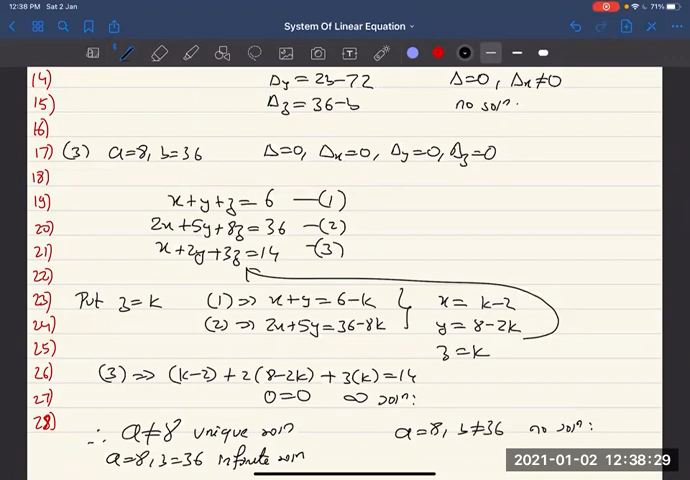 12:38 PM Sat 2 Jan 71%
System Of Linear Equation
14) Δy = 2b-72 Δ=0, Δx≠0
15) Δz = 36-b no soln.
16)
17) (3) a=8, b=36 Δ=0, Δx=0, Δy=0, Δz=0
18)
19) x+y+z = 6 —(1)
20) 2x+5y+8z = 36 —(2)
21) x+2y+3z = 14 —(3)
22)
23) Put z=k (1) => x+y = 6-k x = k-2
24) (2) => 2x+5y = 36-8k y = 8-2k
25) z = k
26) (3) => (k-2) + 2(8-2k) + 3(k) = 14
27) 0=0 ∞ soln:
28) ∴ a≠8 unique soln a=8, b≠36 no soln:
a=8, b=36 infinite soln
2021-01-02 12:38:29